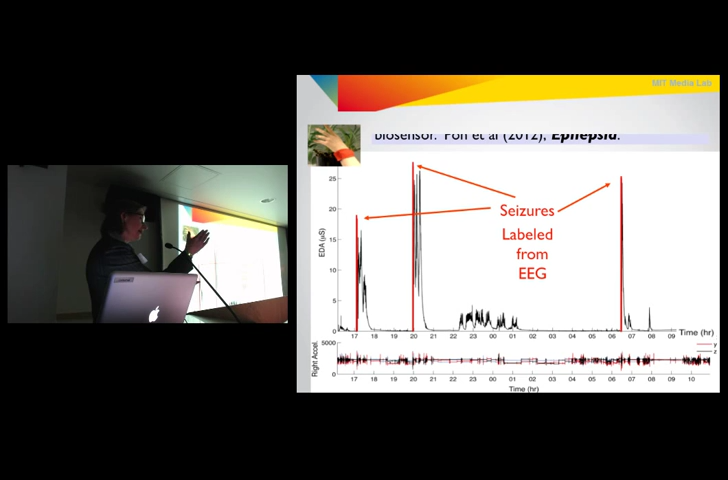 MIT Media Lab
biosensor. Poh et al (2012), Epilepsia.
25
20
15
10
5
0
EDA (µS)
Seizures
Labeled
from
EEG
17 18 19 20 21 22 23 00 01 02 03 04 05 06 07 08 09
Time (hr)
5000
0
Right Accel.
y
z
17 18 19 20 21 22 23 00 01 02 03 04 05 06 07 08 09 10
Time (hr)